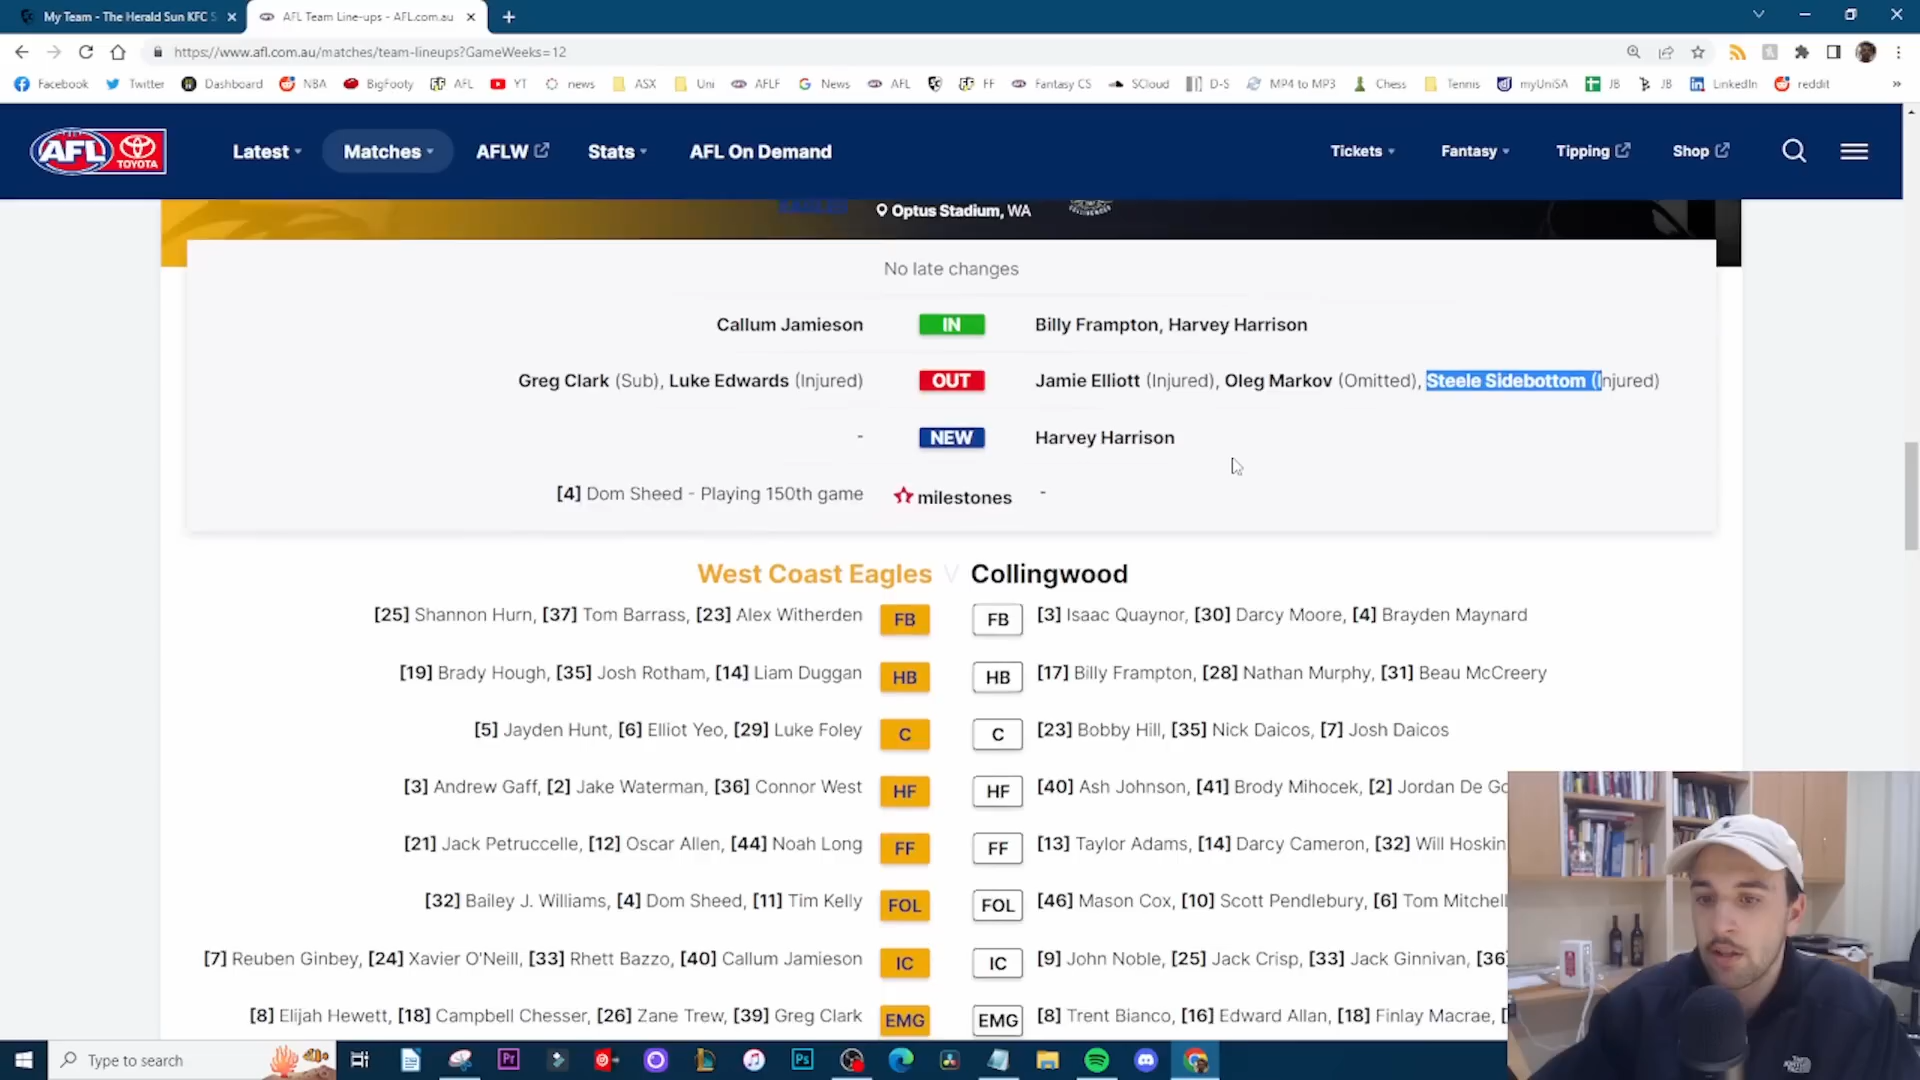 My Team - The Herald Sun KFC S
AFL Team Line-ups - AFL.com.au
https://www.afl.com.au/matches/team-lineups?GameWeeks=12
Facebook Twitter Dashboard NBA BigFooty AFL YT news ASX Uni AFLF News AFL FF Fantasy CS SCloud D-S MP4 to MP3 Chess Tennis myUniSA JB JB LinkedIn reddit
AFL TOYOTA Latest Matches AFLW Stats AFL On Demand Tickets Fantasy Tipping Shop
Optus Stadium, WA
No late changes
Callum Jamieson IN Billy Frampton, Harvey Harrison
Greg Clark (Sub), Luke Edwards (Injured) OUT Jamie Elliott (Injured), Oleg Markov (Omitted), Steele Sidebottom (Injured)
- NEW Harvey Harrison
[4] Dom Sheed - Playing 150th game milestones -
West Coast Eagles V Collingwood
[25] Shannon Hurn, [37] Tom Barrass, [23] Alex Witherden FB FB [3] Isaac Quaynor, [30] Darcy Moore, [4] Brayden Maynard
[19] Brady Hough, [35] Josh Rotham, [14] Liam Duggan HB HB [17] Billy Frampton, [28] Nathan Murphy, [31] Beau McCreery
[5] Jayden Hunt, [6] Elliot Yeo, [29] Luke Foley C C [23] Bobby Hill, [35] Nick Daicos, [7] Josh Daicos
[3] Andrew Gaff, [2] Jake Waterman, [36] Connor West HF HF [40] Ash Johnson, [41] Brody Mihocek, [2] Jordan De Go
[21] Jack Petruccelle, [12] Oscar Allen, [44] Noah Long FF FF [13] Taylor Adams, [14] Darcy Cameron, [32] Will Hoskin
[32] Bailey J. Williams, [4] Dom Sheed, [11] Tim Kelly FOL FOL [46] Mason Cox, [10] Scott Pendlebury, [6] Tom Mitchell
[7] Reuben Ginbey, [24] Xavier O'Neill, [33] Rhett Bazzo, [40] Callum Jamieson IC IC [9] John Noble, [25] Jack Crisp, [33] Jack Ginnivan, [36]
[8] Elijah Hewett, [18] Campbell Chesser, [26] Zane Trew, [39] Greg Clark EMG EMG [8] Trent Bianco, [16] Edward Allan, [18] Finlay Macrae, [
Type to search
Pr
Ps